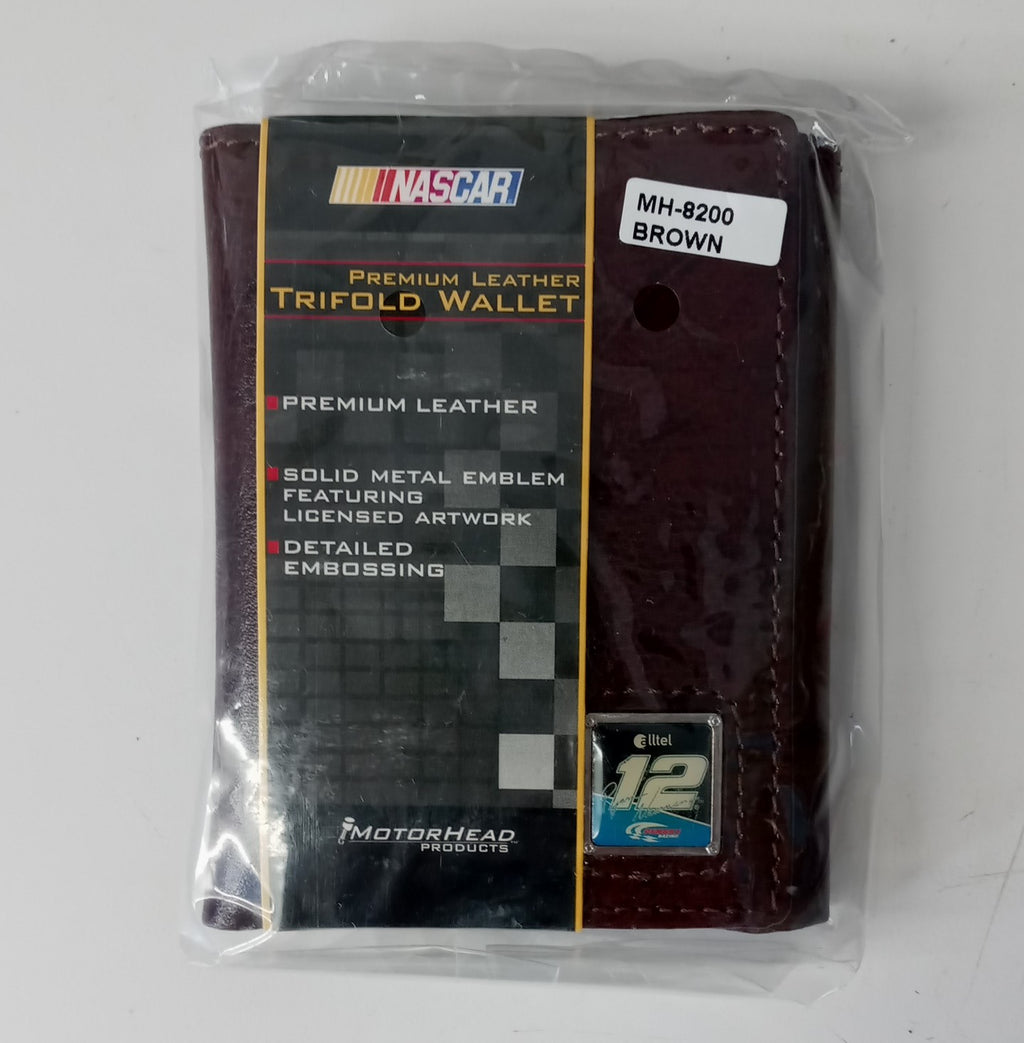 NASCAR
MH-8200
BROWN
PREMIUM LEATHER
TRIFOLD WALLET
PREMIUM LEATHER
SOLID METAL EMBLEM
FEATURING
LICENSED ARTWORK
DETAILED
EMBOSSING
alltel
12
RACING
MOTORHEAD
PRODUCTS